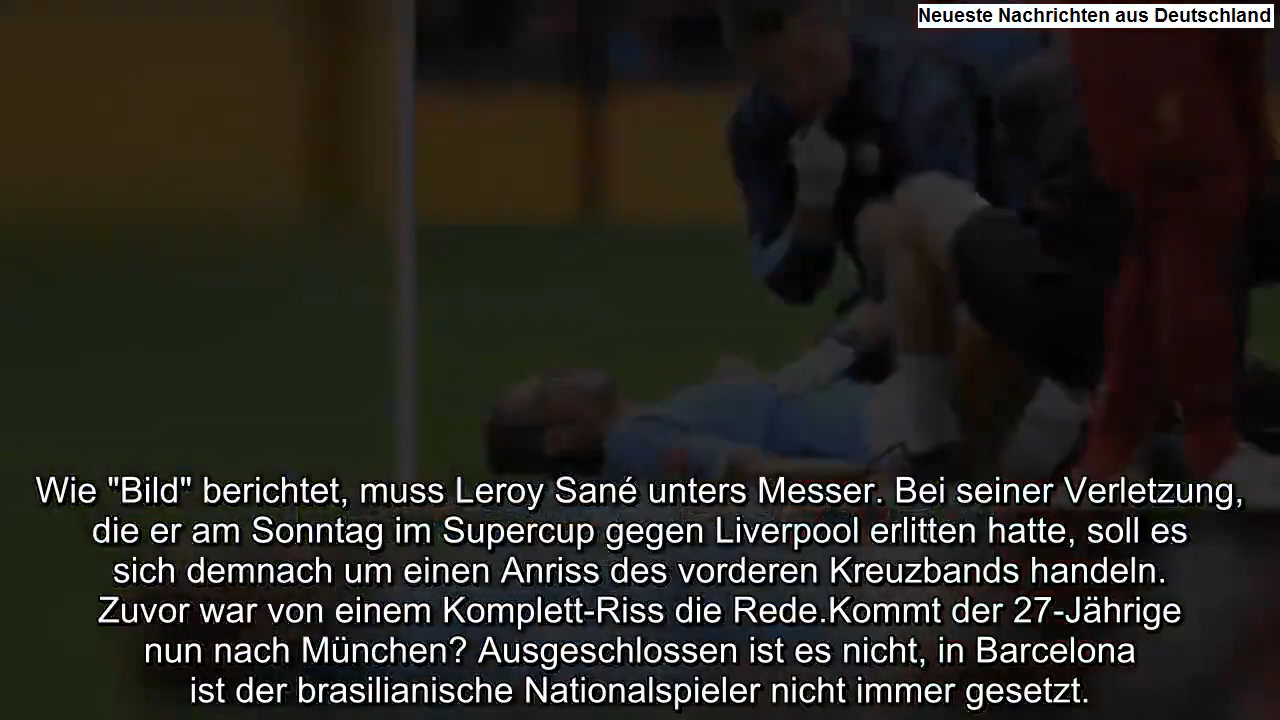 Neueste Nachrichten aus Deutschland
Wie "Bild" berichtet, muss Leroy Sané unters Messer. Bei seiner Verletzung,
die er am Sonntag im Supercup gegen Liverpool erlitten hatte, soll es
sich demnach um einen Anriss des vorderen Kreuzbands handeln.
Zuvor war von einem Komplett-Riss die Rede.Kommt der 27-Jährige
nun nach München? Ausgeschlossen ist es nicht, in Barcelona
ist der brasilianische Nationalspieler nicht immer gesetzt.